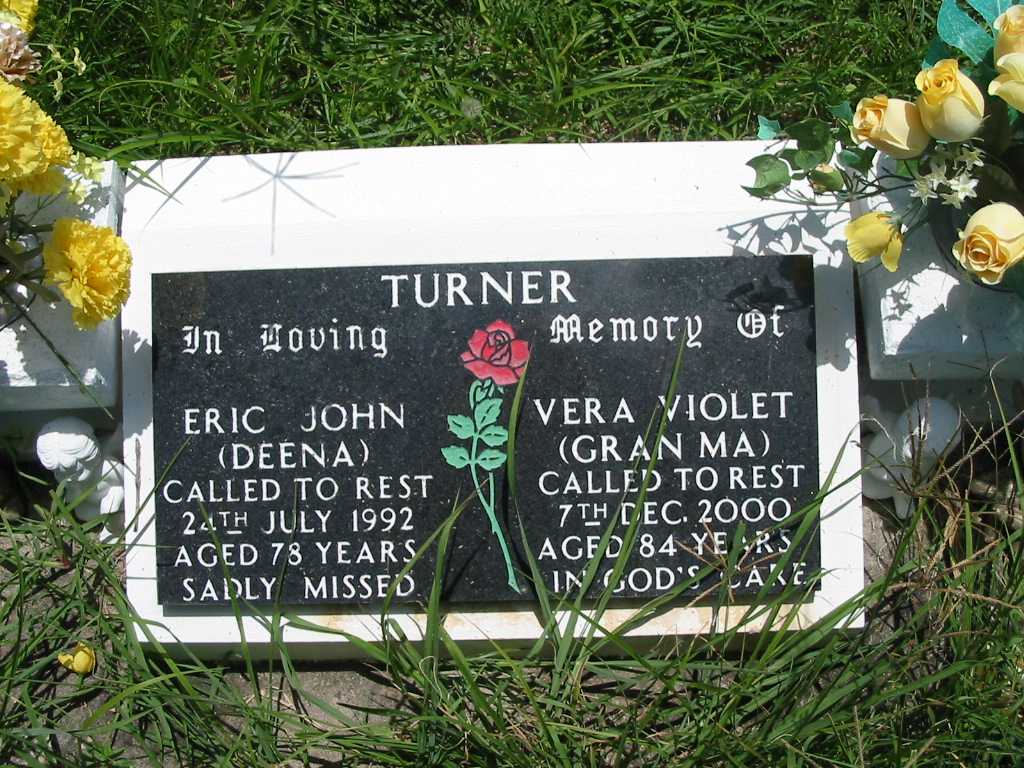 TURNER
In Loving Memory Of
ERIC JOHN
(DEENA)
CALLED TO REST
24TH JULY 1992
AGED 78 YEARS
SADLY MISSED
VERA VIOLET
(GRAN MA)
CALLED TO REST
7TH DEC. 2000
AGED 84 YEARS
IN GOD'S CARE